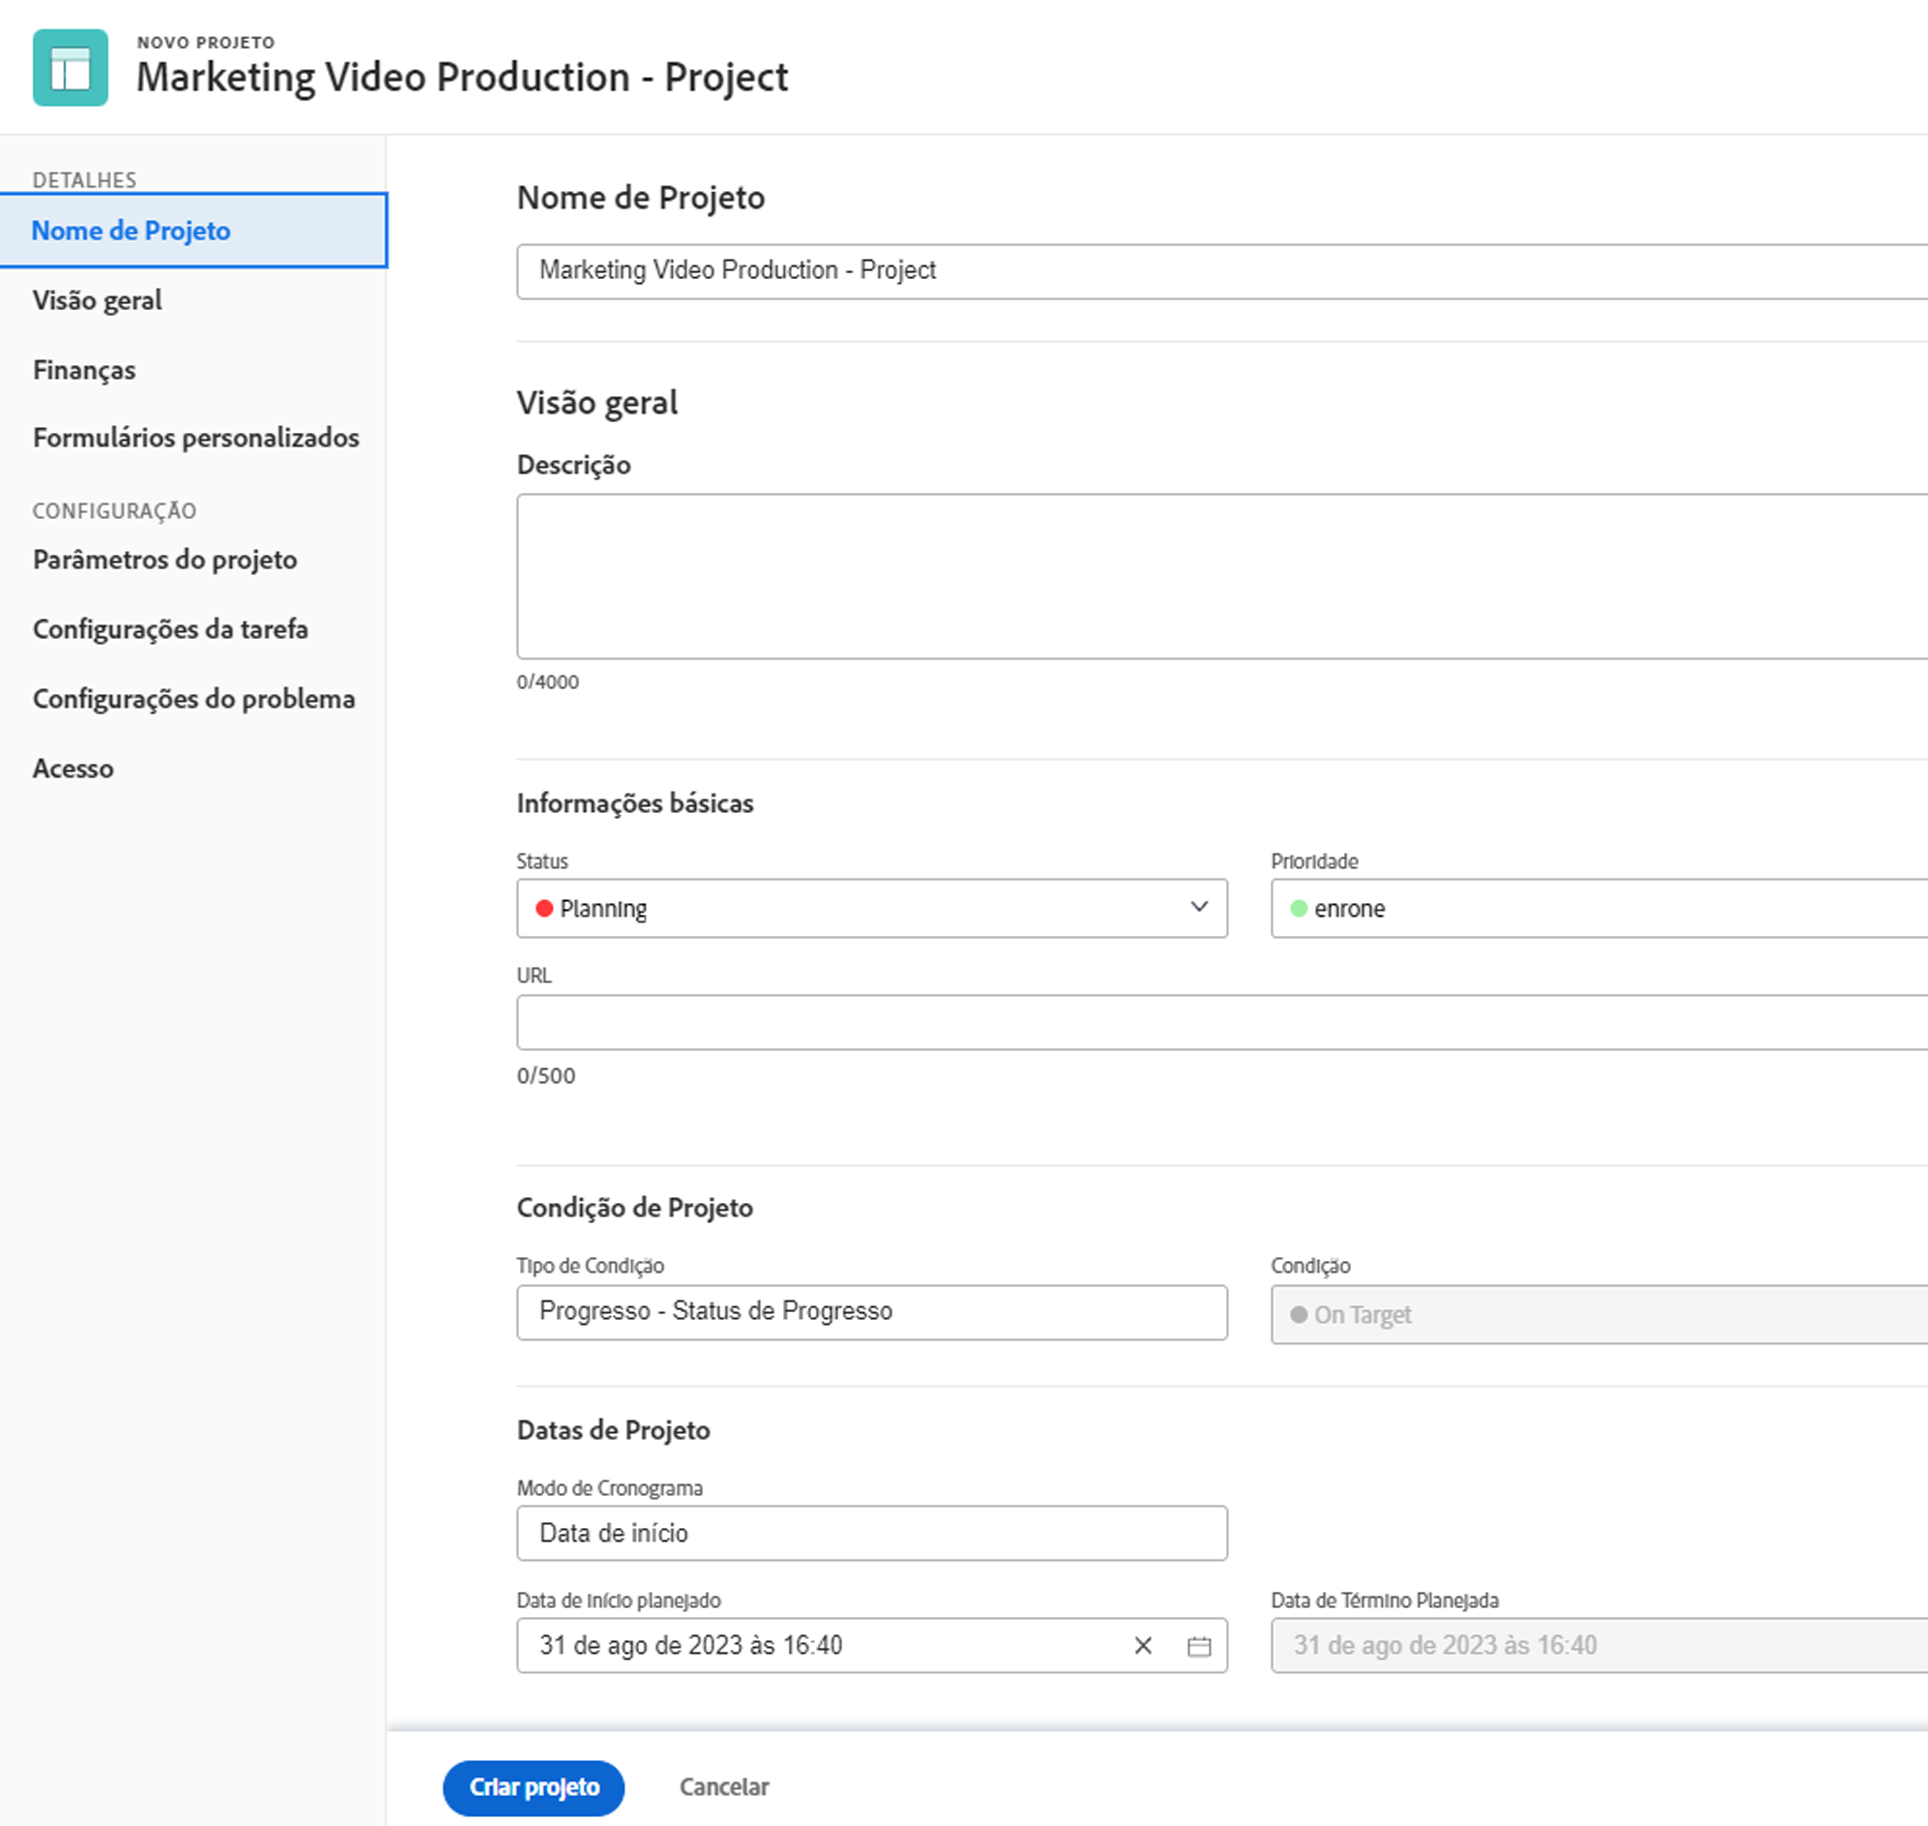 NOVO PROJETO
Marketing Video Production - Project
DETALHES
Nome de Projeto
Visão geral
Finanças
Formulários personalizados
CONFIGURAÇÃO
Parâmetros do projeto
Configurações da tarefa
Configurações do problema
Acesso
Nome de Projeto
Marketing Video Production - Project
Visão geral
Descrição
0/4000
Informações básicas
Status
Prioridade
Planning
enrone
URL
0/500
Condição de Projeto
Tipo de Condição
Condição
Progresso - Status de Progresso
On Target
Datas de Projeto
Modo de Cronograma
Data de início
Data de início planejado
Data de Término Planejada
31 de ago de 2023 às 16:40
31 de ago de 2023 às 16:40
Criar projeto
Cancelar